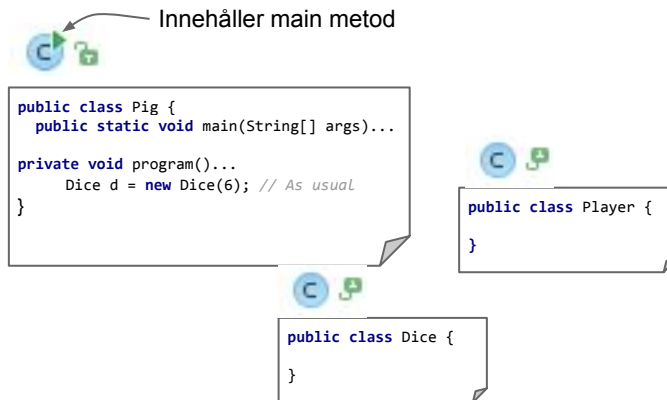 Innehåller main metod
C
public class Pig {
public static void main(String[] args)...
private void program()...
Dice d = new Dice(6); // As usual
}
C
public class Player {
}
C
public class Dice {
}